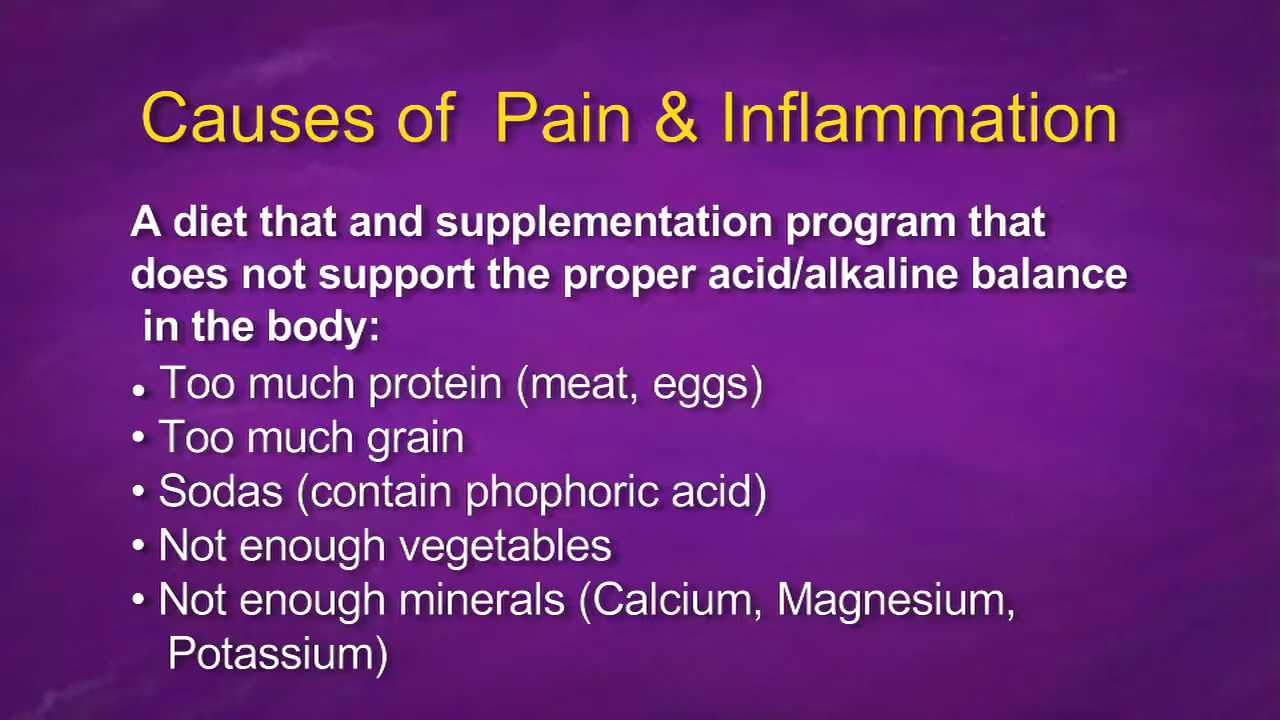 Causes of  Pain & Inflammation
A diet that and supplementation program that
does not support the proper acid/alkaline balance
in the body:
• Too much protein (meat, eggs)
• Too much grain
• Sodas (contain phophoric acid)
• Not enough vegetables
• Not enough minerals (Calcium, Magnesium,
Potassium)